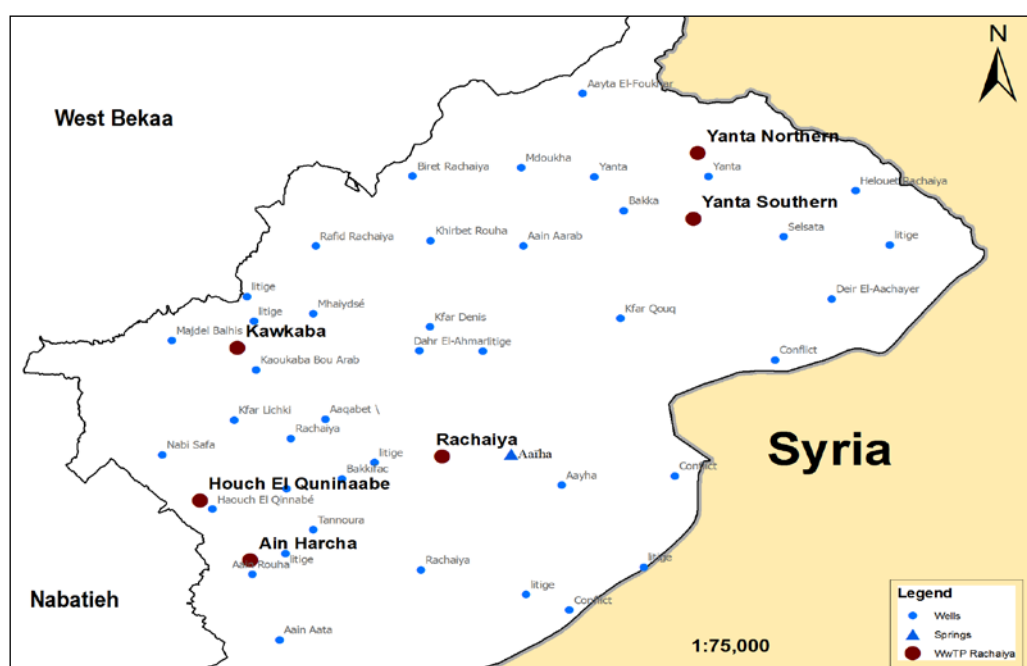 N
Aayta El-Foukhar
West Bekaa
Yanta Northern
Mdoukha
Biret Rachaiya
Yanta
Yanta
Helouet Rachaiya
Yanta Southern
Bakka
Khirbet Rouha
Selsata
Rafid Rachaiya
Aain Aarab
litige
litige
Deir El-Aachayer
litige
Mhaiydsé
Kfar Qouq
Kfar Denis
Majdel Balhis
Kawkaba
Dahr El-Ahmar
litige
Conflict
Kaoukaba Bou Arab
Kfar Lichki
Aaqabet \
Rachaiya
Rachaiya
Syria
Nabi Safa
litige
Aaiha
Bakkifac
Conflict
Houch El Quninaabe
Aayha
Haouch El Qinnabé
Tannoura
Ain Harcha
litige
litige
Aain Rouha
Rachaiya
Nabatieh
litige
Conflict
Aain Aata
1:75,000
Legend
Wells
Springs
WwTP Rachaiya